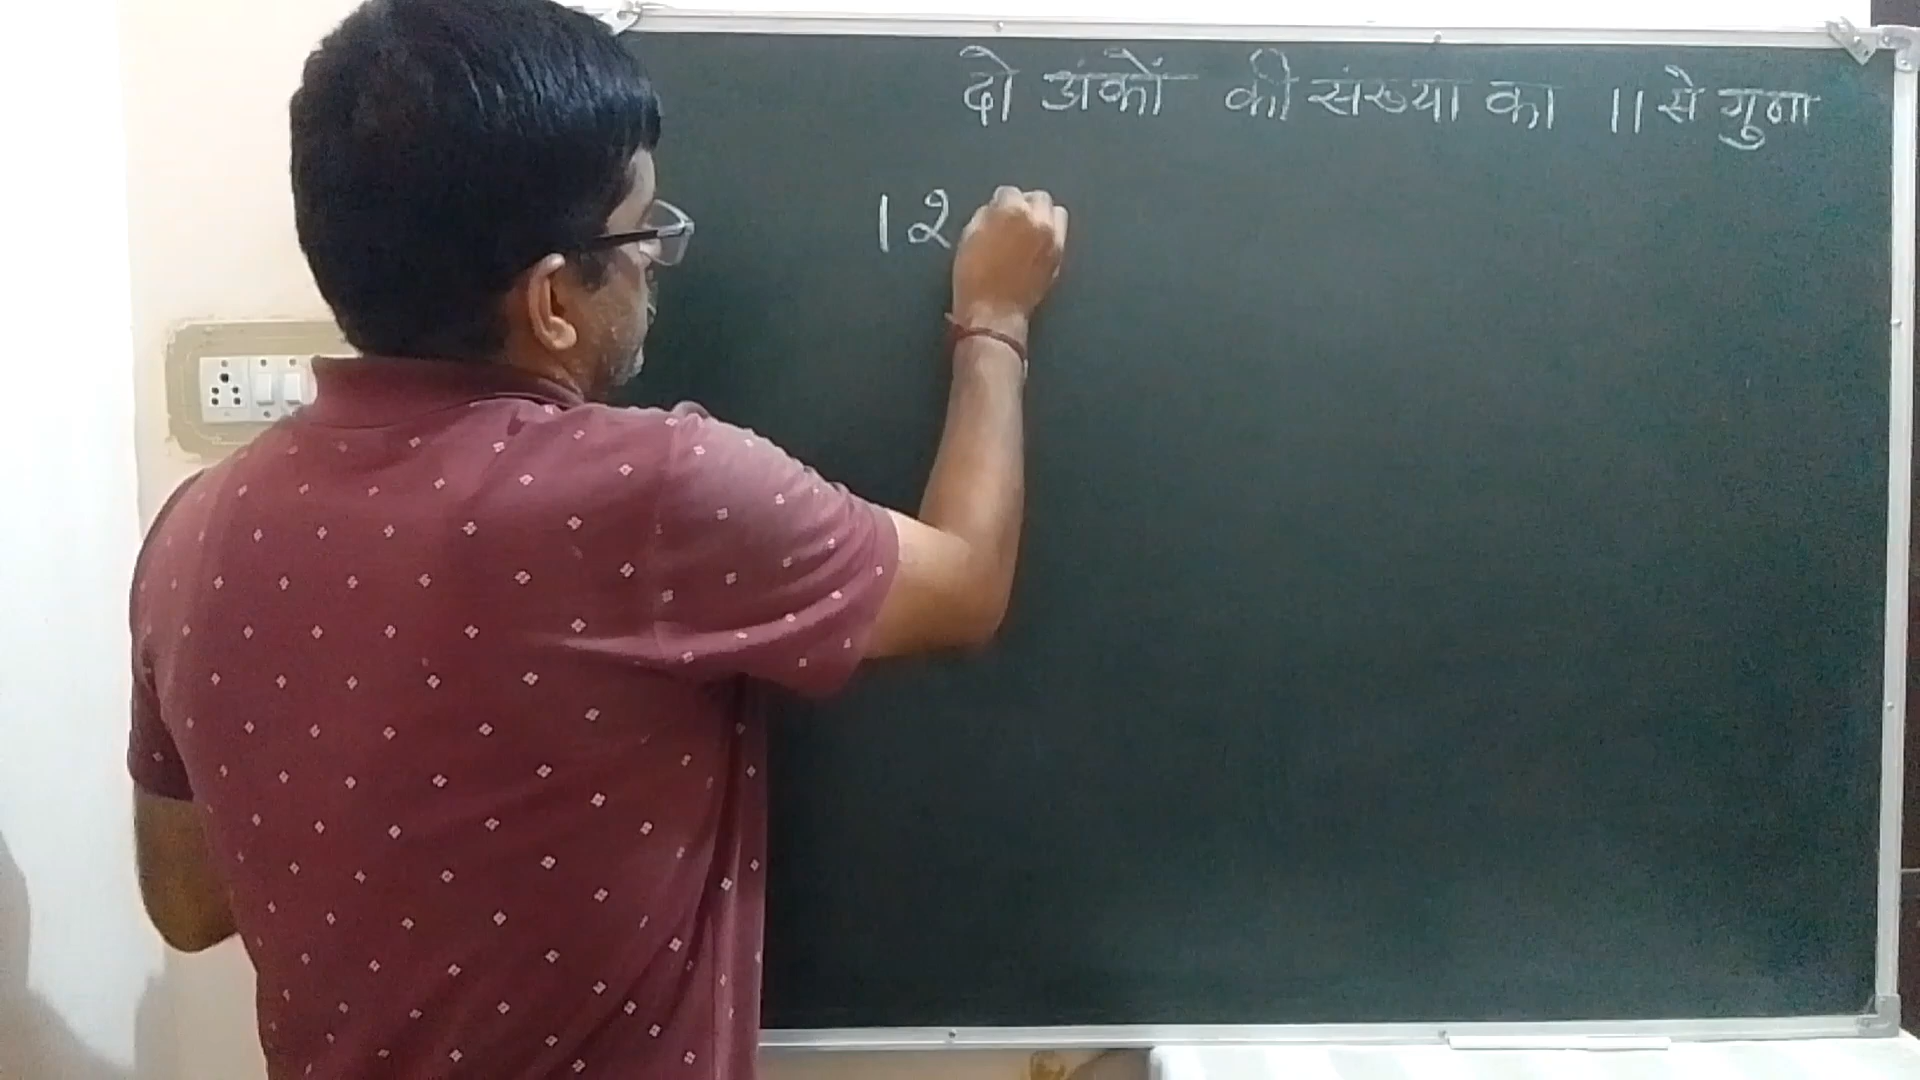 दो अंकों की संख्या का 11 से गुना
12